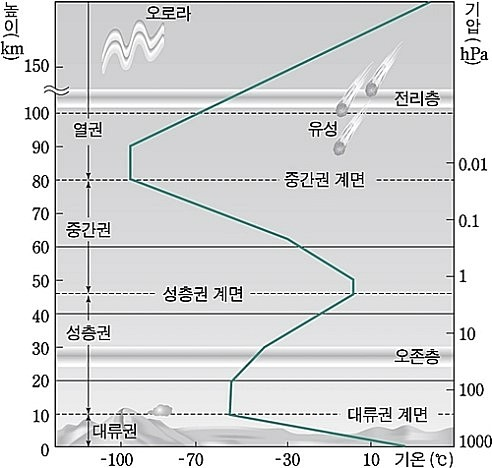 높이
(km)
기압
(hPa)
오로라
150
전리층
100
열권
유성
90
0.01
80
중간권 계면
70
0.1
중간권
60
50
1
성층권 계면
40
성층권
10
30
오존층
20
100
10
대류권 계면
대류권
0
1000
-100
-70
-30
10
기온 (℃)